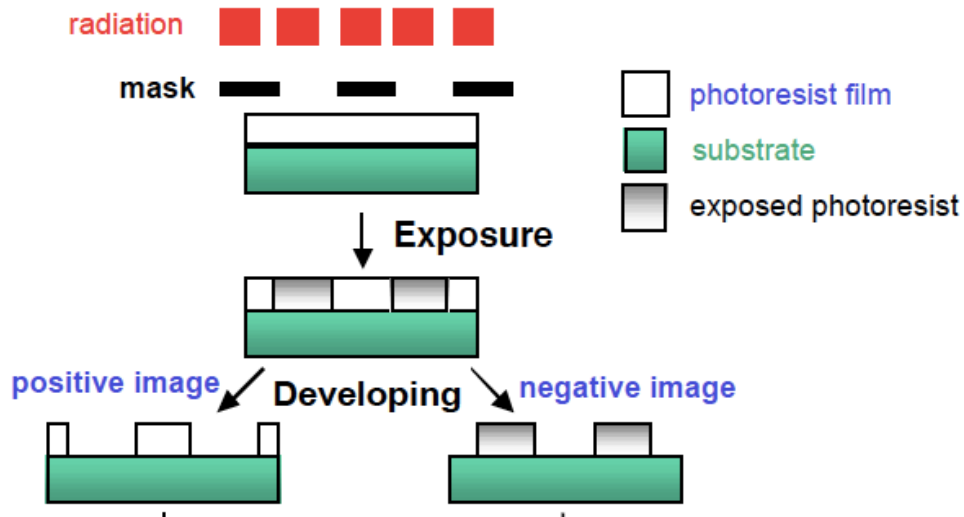 radiation
mask
photoresist film
substrate
exposed photoresist
Exposure
positive image
Developing
negative image